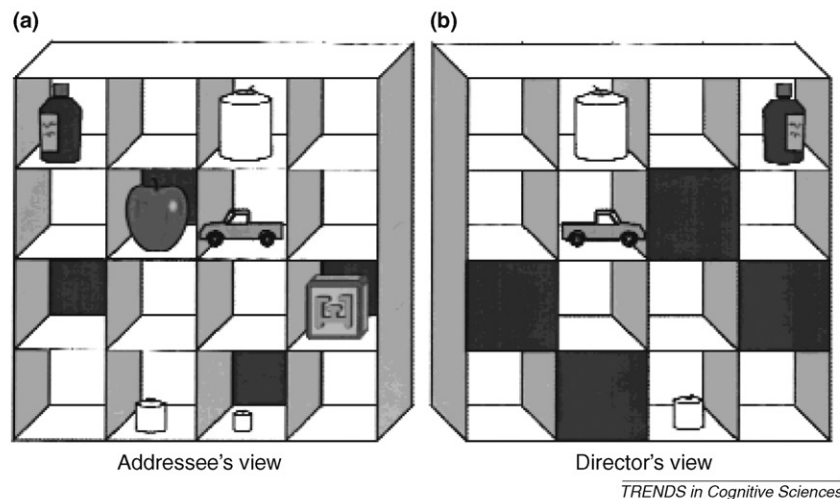 (a)
(b)
Addressee's view
Director's view
TRENDS in Cognitive Sciences